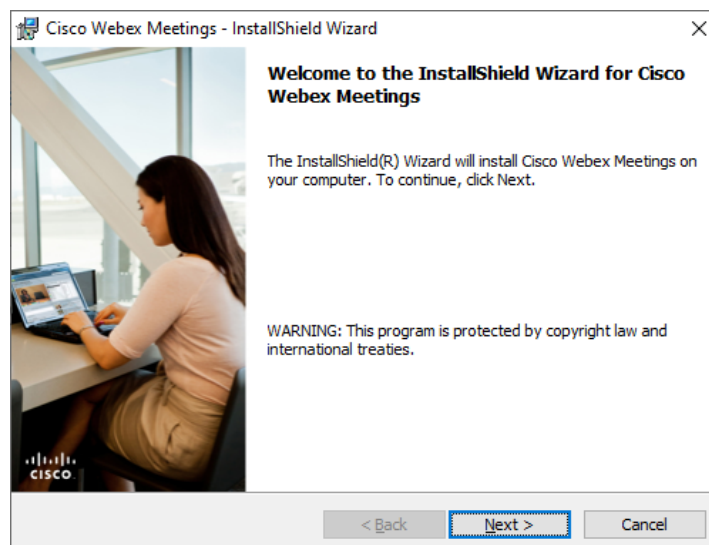 Cisco Webex Meetings - InstallShield Wizard
Welcome to the InstallShield Wizard for Cisco
Webex Meetings
The InstallShield(R) Wizard will install Cisco Webex Meetings on
your computer. To continue, click Next.
WARNING: This program is protected by copyright law and
international treaties.
CISCO
< Back
Next >
Cancel